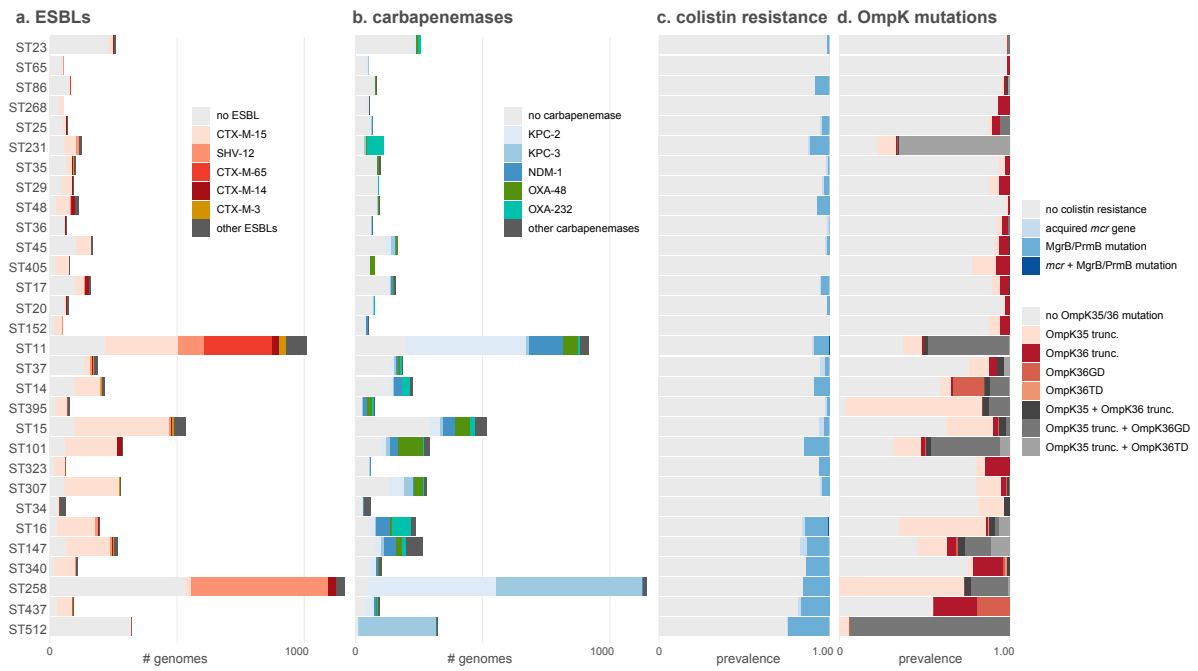 a. ESBLs
b. carbapenemases
c. colistin resistance
d. OmpK mutations
ST23
ST65
ST86
ST268
ST25
ST231
ST35
ST29
ST48
ST36
ST45
ST405
ST17
ST20
ST152
ST11
ST37
ST14
ST395
ST15
ST101
ST323
ST307
ST34
ST16
ST147
ST340
ST258
ST437
ST512
no ESBL
CTX-M-15
SHV-12
CTX-M-65
CTX-M-14
CTX-M-3
other ESBLs
no carbapenemase
KPC-2
KPC-3
NDM-1
OXA-48
OXA-232
other carbapenemases
no colistin resistance
acquired mcr gene
MgrB/PrmB mutation
mcr + MgrB/PrmB mutation
no OmpK35/36 mutation
OmpK35 trunc.
OmpK36 trunc.
OmpK36GD
OmpK36TD
OmpK35 + OmpK36 trunc.
OmpK35 trunc. + OmpK36GD
OmpK35 trunc. + OmpK36TD
0 1000
# genomes
0 1000
# genomes
0.00 1.00
prevalence
0.00 1.00
prevalence